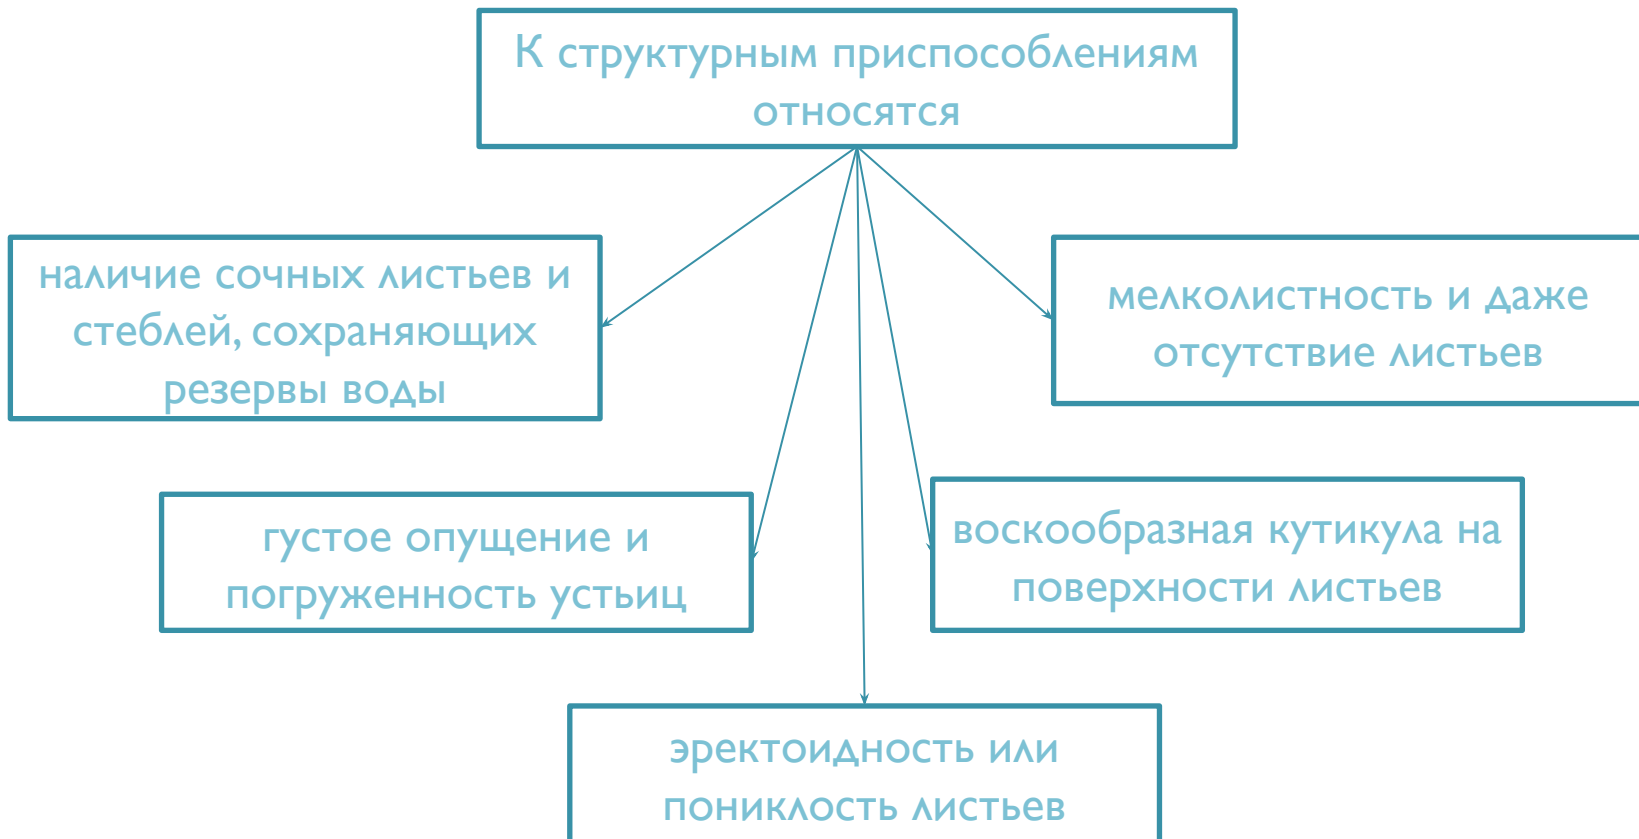 К структурным приспособлениям
относятся
наличие сочных листьев и
стеблей, сохраняющих
резервы воды
мелколистность и даже
отсутствие листьев
густое опущение и
погруженность устьиц
воскообразная кутикула на
поверхности листьев
эректоидность или
пониклость листьев